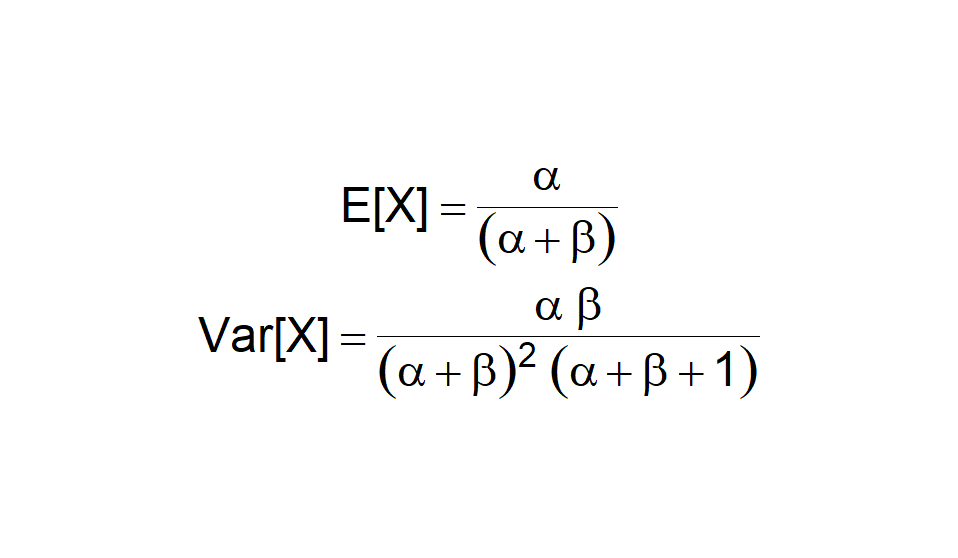 E[X] = α / (α + β)
Var[X] = α β / (α + β)² (α + β + 1)